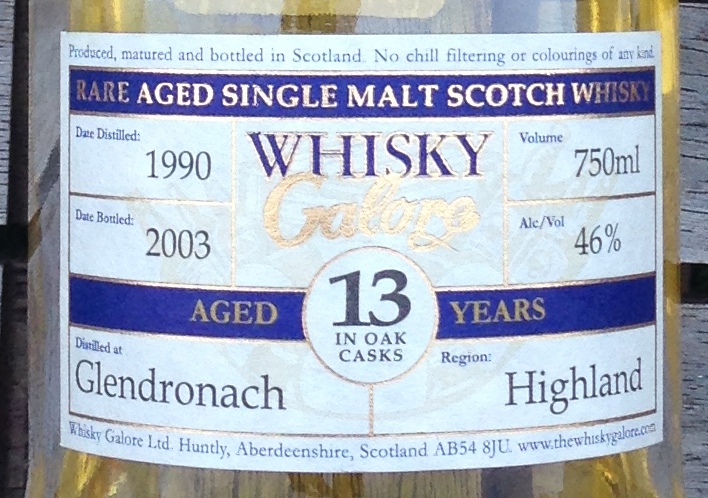 Produced, matured and bottled in Scotland. No chill filtering or colourings of any kind.
RARE AGED SINGLE MALT SCOTCH WHISKY
Date Distilled:
1990
WHISKY
Galore
Volume
750ml
Date Bottled:
2003
Alc/Vol
46%
AGED 13 YEARS
IN OAK
CASKS
Distilled at
Glendronach
Region:
Highland
Whisky Galore Ltd. Huntly, Aberdeenshire, Scotland AB54 8JU. www.thewhiskygalore.com